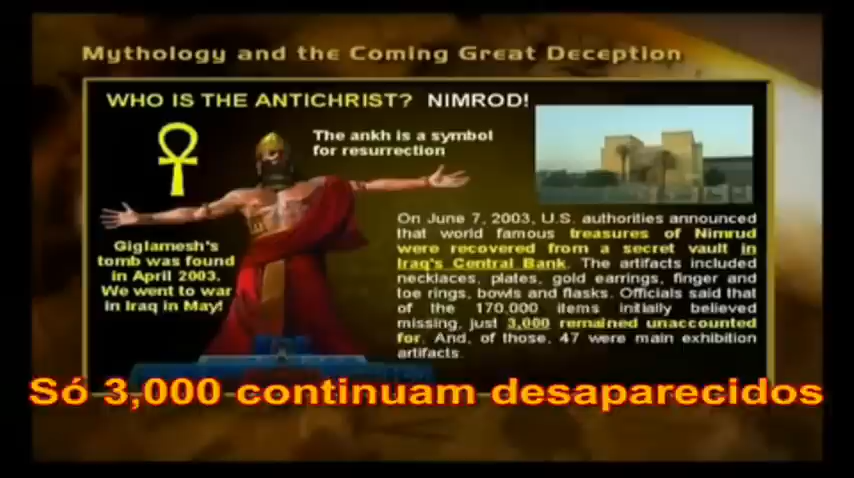 Mythology and the Coming Great Deception
WHO IS THE ANTICHRIST? NIMROD!
The ankh is a symbol
for resurrection
Giglamesh's
tomb was found
in April 2003.
We went to war
in Iraq in May!
On June 7, 2003, U.S. authorities announced
that world famous treasures of Nimrud
were recovered from a secret vault in
Iraq's Central Bank. The artifacts included
necklaces, plates, gold earrings, finger and
toe rings, bowls and flasks. Officials said that
of the 170,000 items initially believed
missing, just 3,000 remained unaccounted
for. And, of those, 47 were main exhibition
artifacts.
Só 3,000 continuam desaparecidos